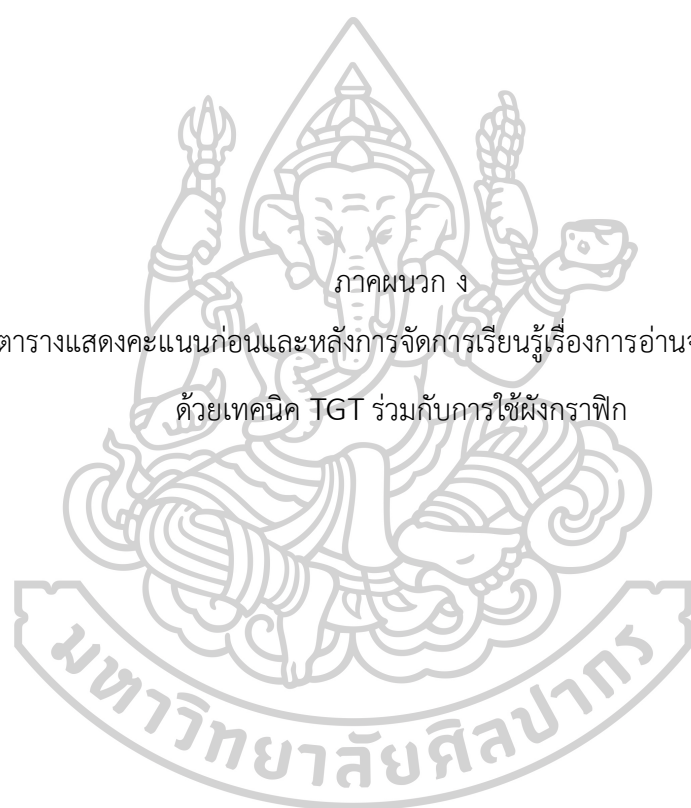 ภาคผนวก ง
ตารางแสดงคะแนนก่อนและหลังการจัดการเรียนรู้เรื่องการอ่าน
ด้วยเทคนิค TGT ร่วมกับการใช้ผังกราฟิก
มหาวิทยาลัยศิลปากร